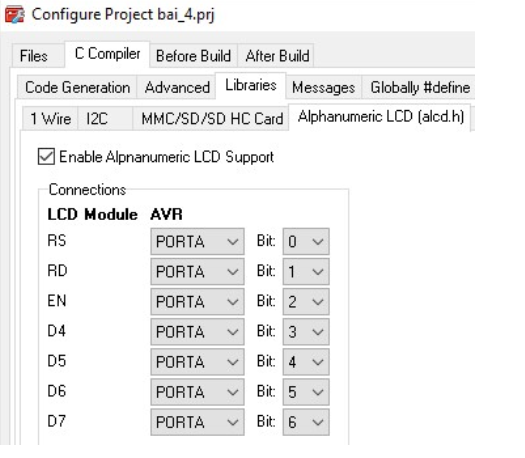 Configure Project bai_4.prj
Files C Compiler Before Build After Build
Code Generation Advanced Libraries Messages Globally #define
1 Wire I2C MMC/SD/SD HC Card Alphanumeric LCD (alcd.h)
Enable Alpnanumeric LCD Support
Connections
LCD Module AVR
RS PORTA Bit: 0
RD PORTA Bit: 1
EN PORTA Bit: 2
D4 PORTA Bit: 3
D5 PORTA Bit: 4
D6 PORTA Bit: 5
D7 PORTA Bit: 6